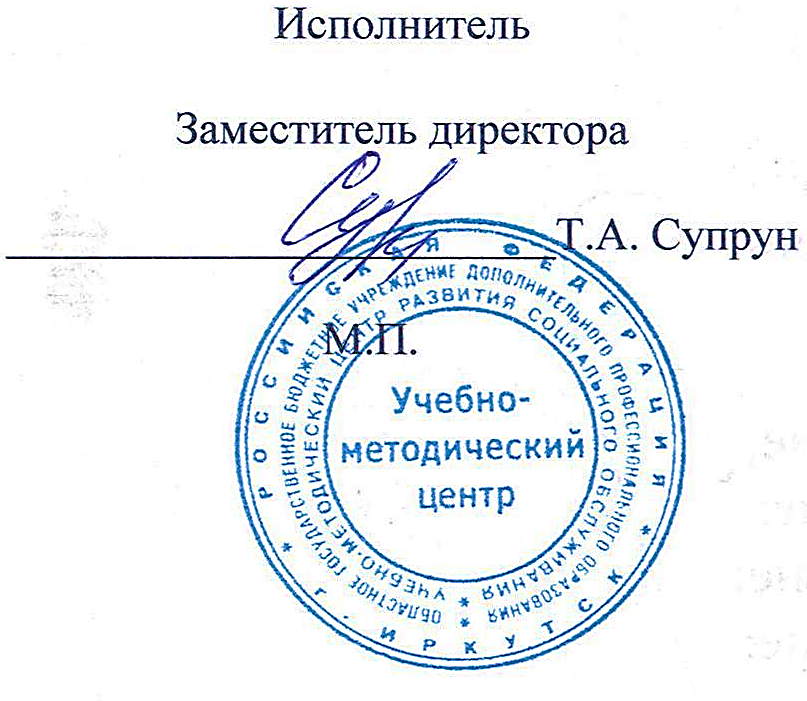 Исполнитель
Заместитель директора
Т.А. Супрун
М.П.
* РОССИЙСКАЯ ФЕДЕРАЦИЯ *
г. ИРКУТСК
ОБЛАСТНОЕ ГОСУДАРСТВЕННОЕ БЮДЖЕТНОЕ УЧРЕЖДЕНИЕ ДОПОЛНИТЕЛЬНОГО ПРОФЕССИОНАЛЬНОГО ОБРАЗОВАНИЯ *
УЧЕБНО-МЕТОДИЧЕСКИЙ ЦЕНТР РАЗВИТИЯ СОЦИАЛЬНОГО ОБСЛУЖИВАНИЯ *
Учебно-
методический
центр